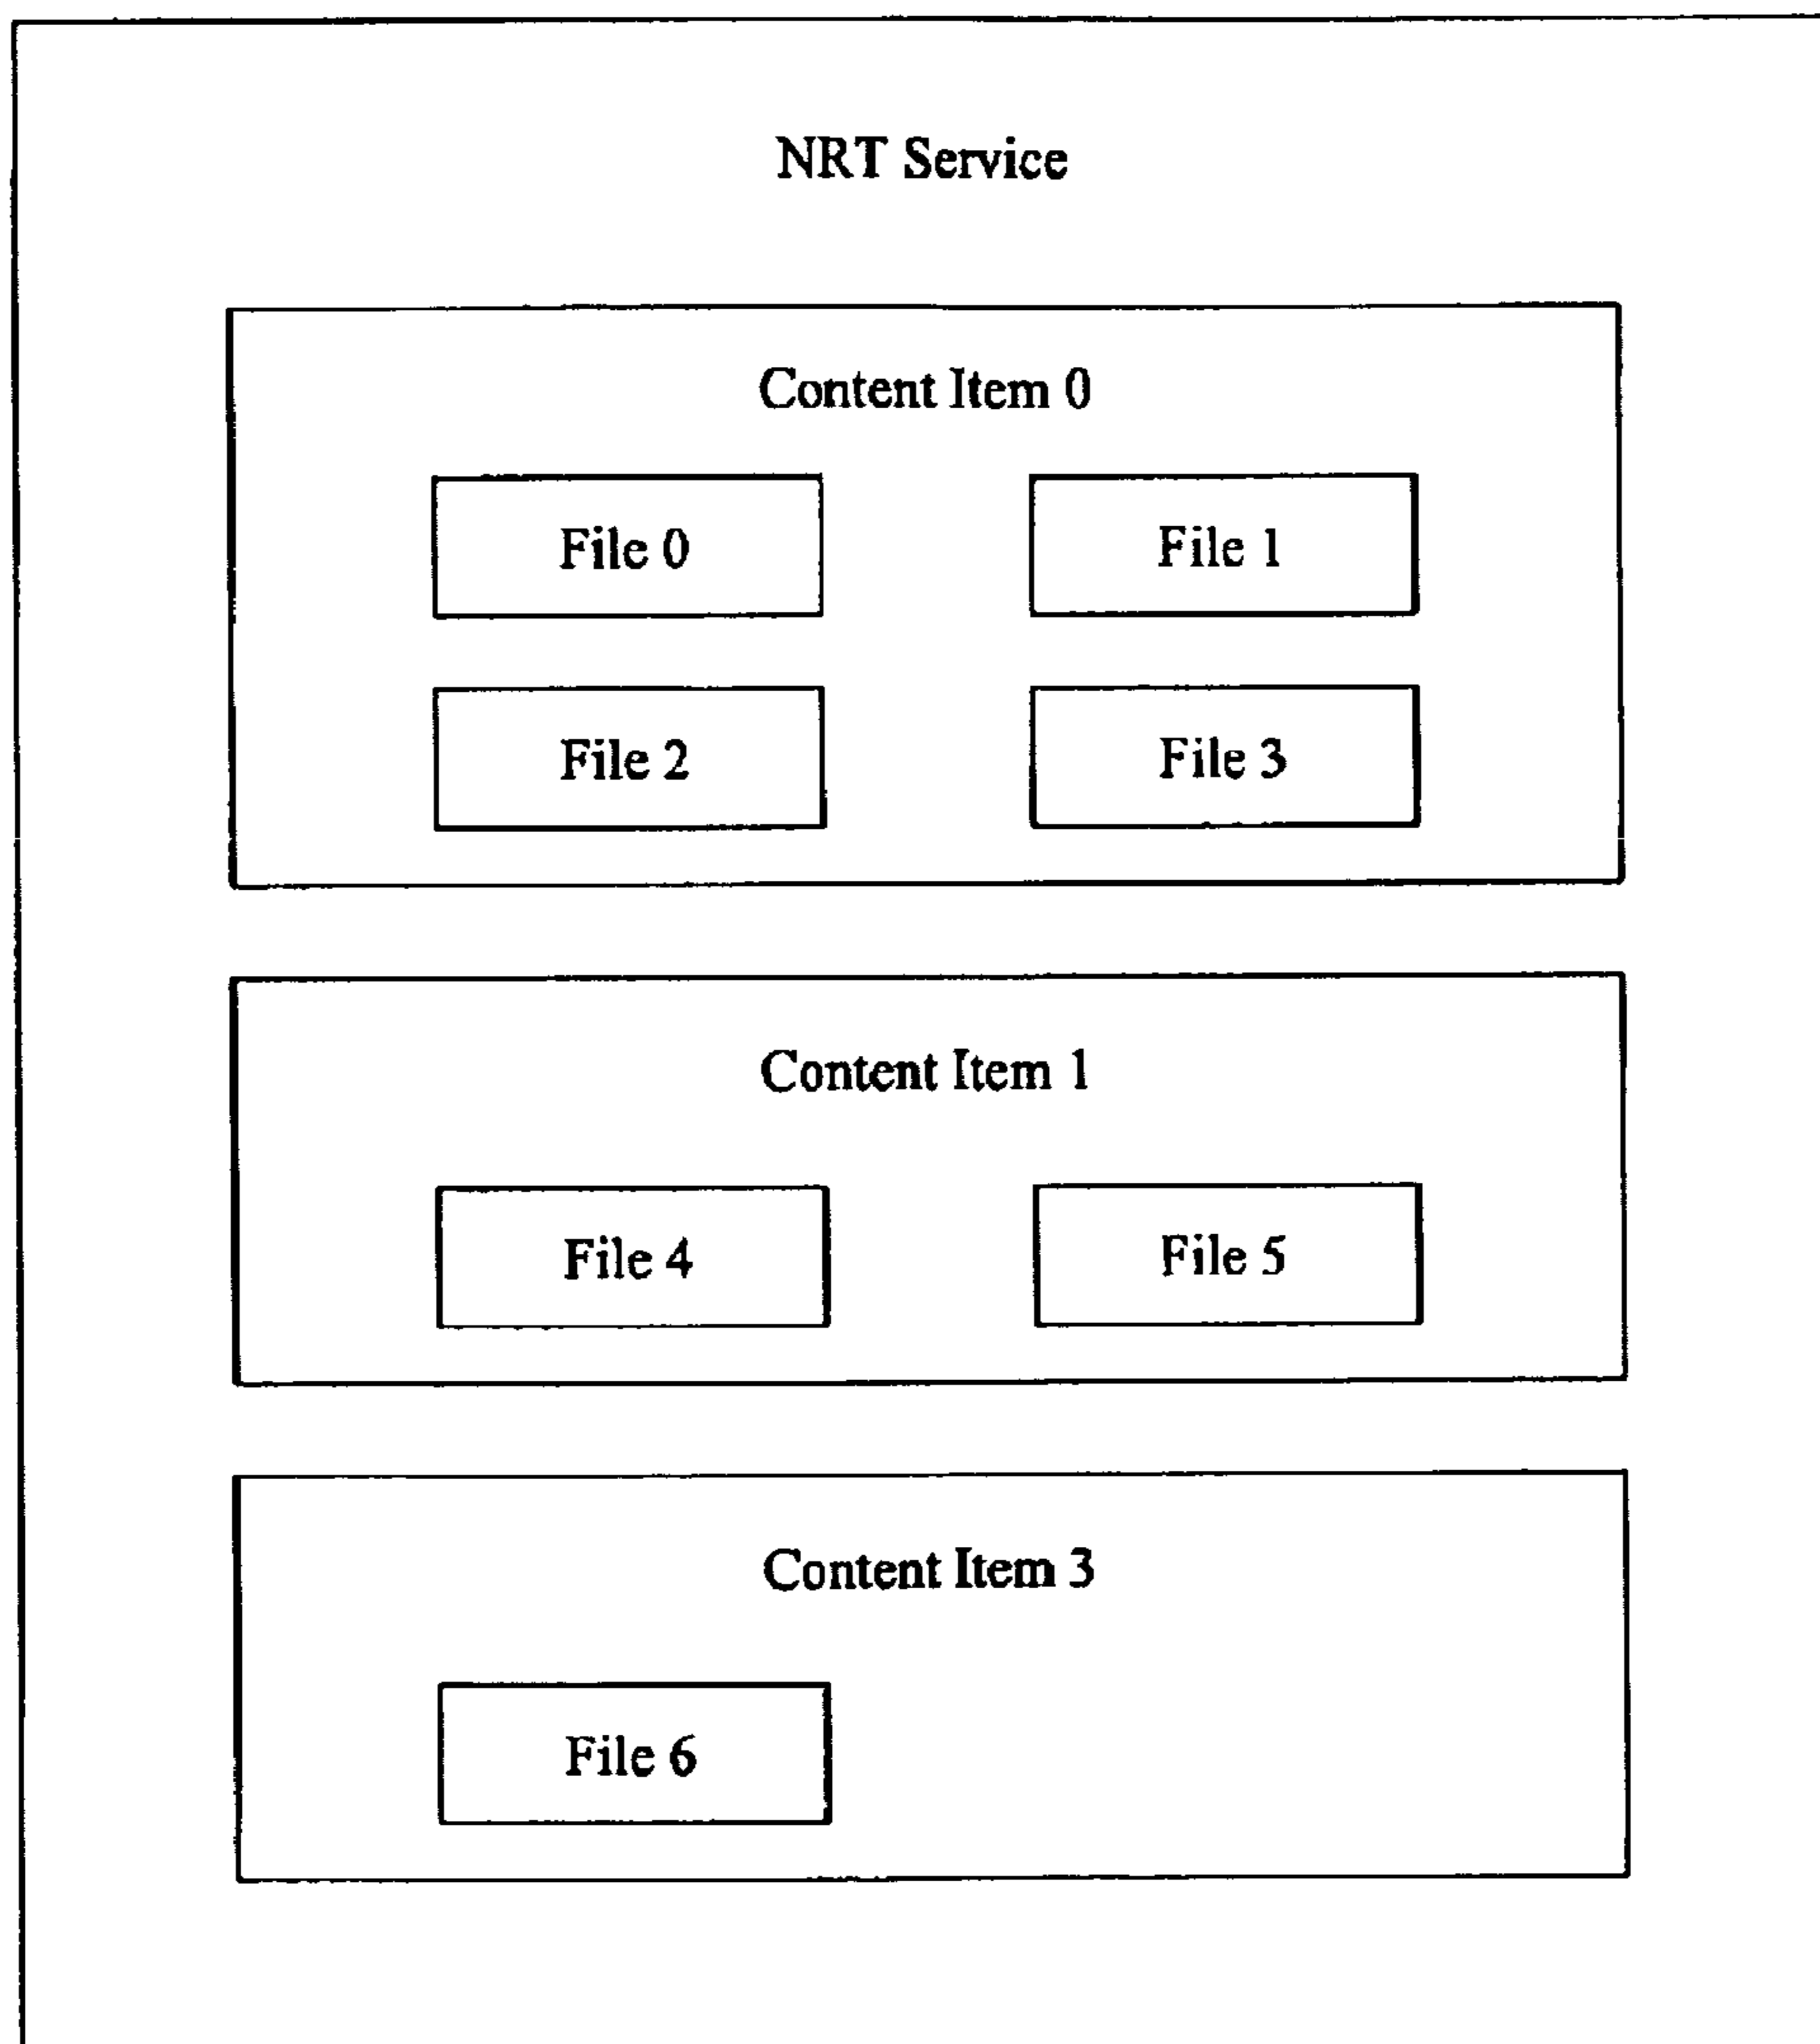 NRT Service
Content Item 0
File 0
File 1
File 2
File 3
Content Item 1
File 4
File 5
Content Item 3
File 6